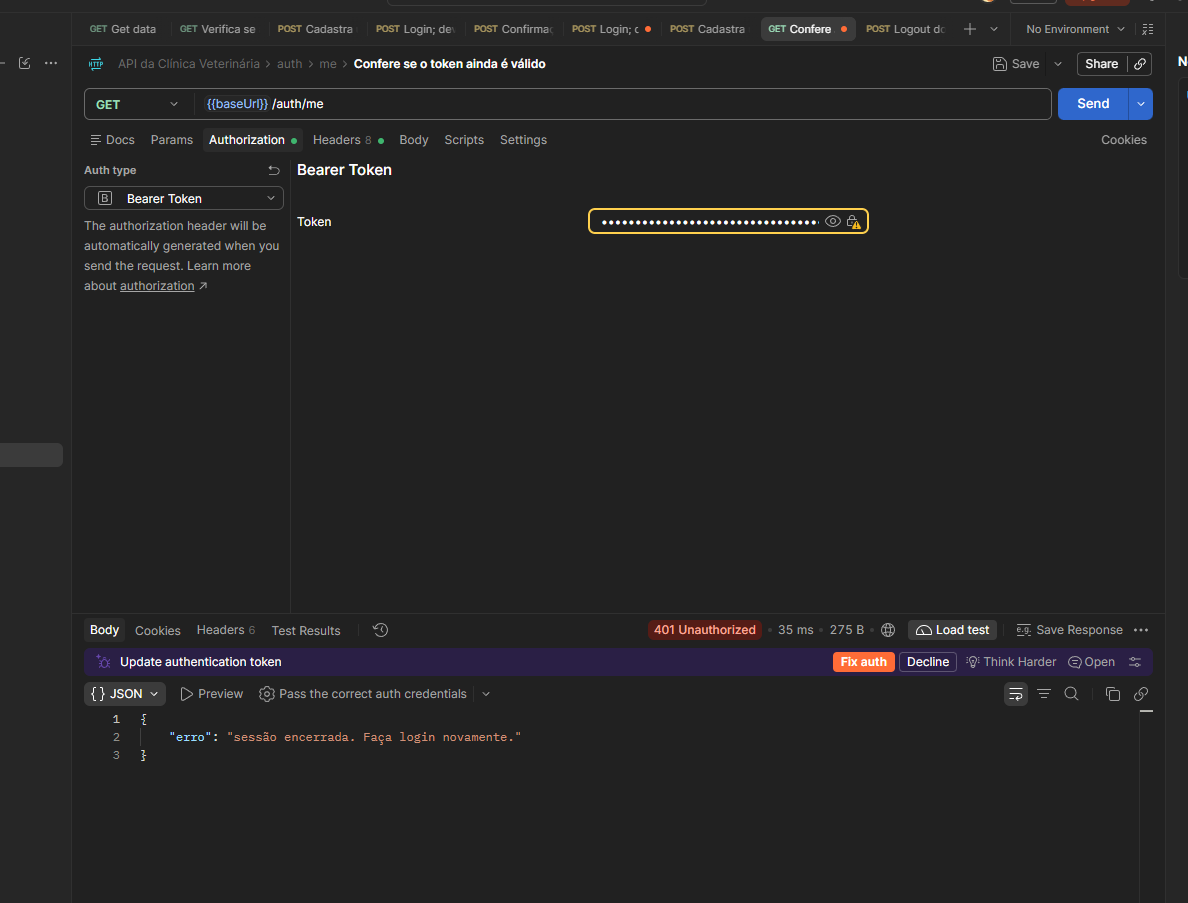 GET Get data GET Verifica se POST Cadastra POST Login; de POST Confirma POST Login; POST Cadastra GET Confere POST Logout do No Environment
HTTP API da Clínica Veterinária > auth > me > Confere se o token ainda é válido Save Share
GET {{baseUrl}} /auth/me Send
Docs Params Authorization Headers 8 Body Scripts Settings Cookies
Auth type
B Bearer Token
The authorization header will be
automatically generated when you
send the request. Learn more
about authorization ↗
Bearer Token
Token
Body Cookies Headers 6 Test Results 401 Unauthorized • 35 ms • 275 B • Load test e.g. Save Response
Update authentication token Fix auth Decline Think Harder Open
{ } JSON Preview Pass the correct auth credentials
1 {
2 "erro": "sessão encerrada. Faça login novamente."
3 }